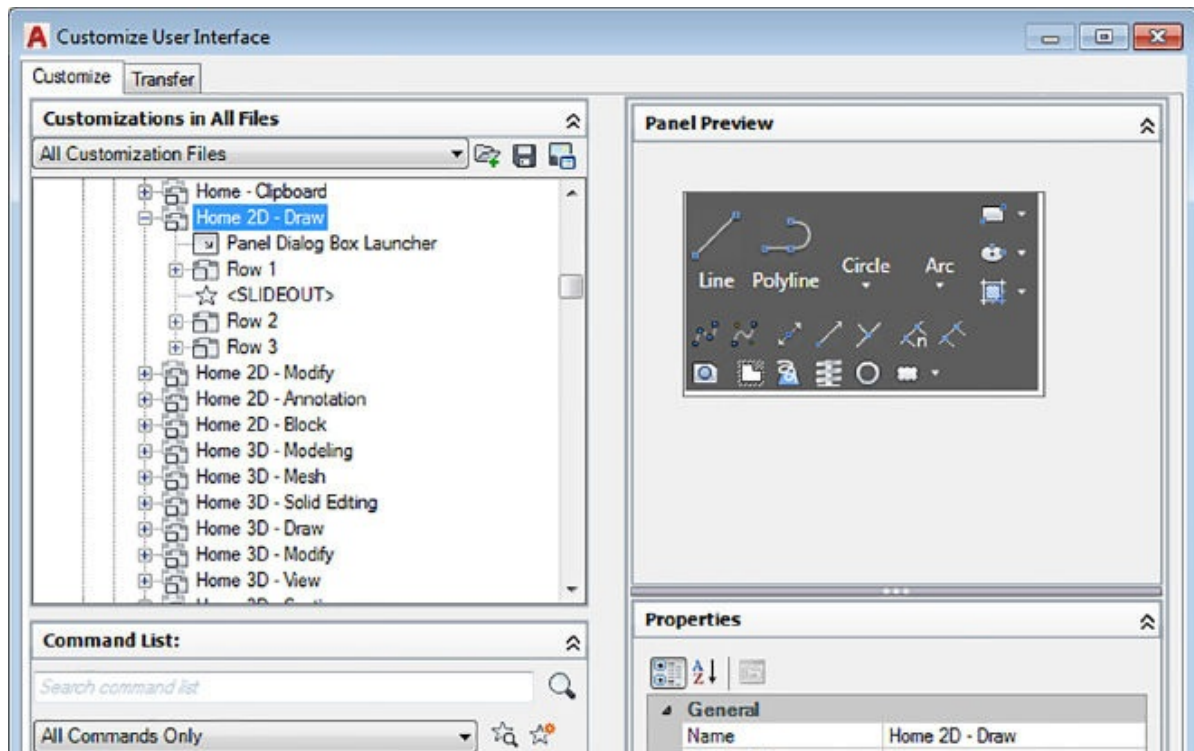 A Customize User Interface
Customize Transfer
Customizations in All Files
All Customization Files
Home - Clipboard
Home 2D - Draw
Panel Dialog Box Launcher
Row 1
<SLIDEOUT>
Row 2
Row 3
Home 2D - Modify
Home 2D - Annotation
Home 2D - Block
Home 3D - Modeling
Home 3D - Mesh
Home 3D - Solid Editing
Home 3D - Draw
Home 3D - Modify
Home 3D - View
Command List:
Search command list
All Commands Only
Panel Preview
Line Polyline Circle Arc
n
Properties
A
Z
General
Name Home 2D - Draw